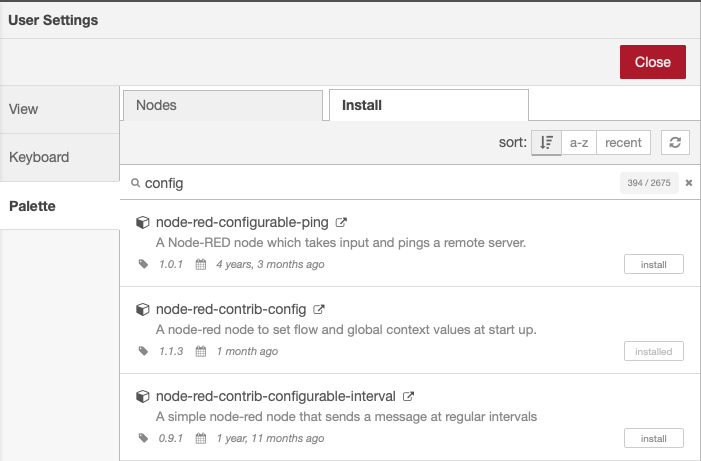 User Settings
Close
View
Keyboard
Palette
Nodes
Install
sort: a-z recent
config 394 / 2675
node-red-configurable-ping
A Node-RED node which takes input and pings a remote server.
1.0.1 4 years, 3 months ago install
node-red-contrib-config
A node-red node to set flow and global context values at start up.
1.1.3 1 month ago installed
node-red-contrib-configurable-interval
A simple node-red node that sends a message at regular intervals
0.9.1 1 year, 11 months ago install